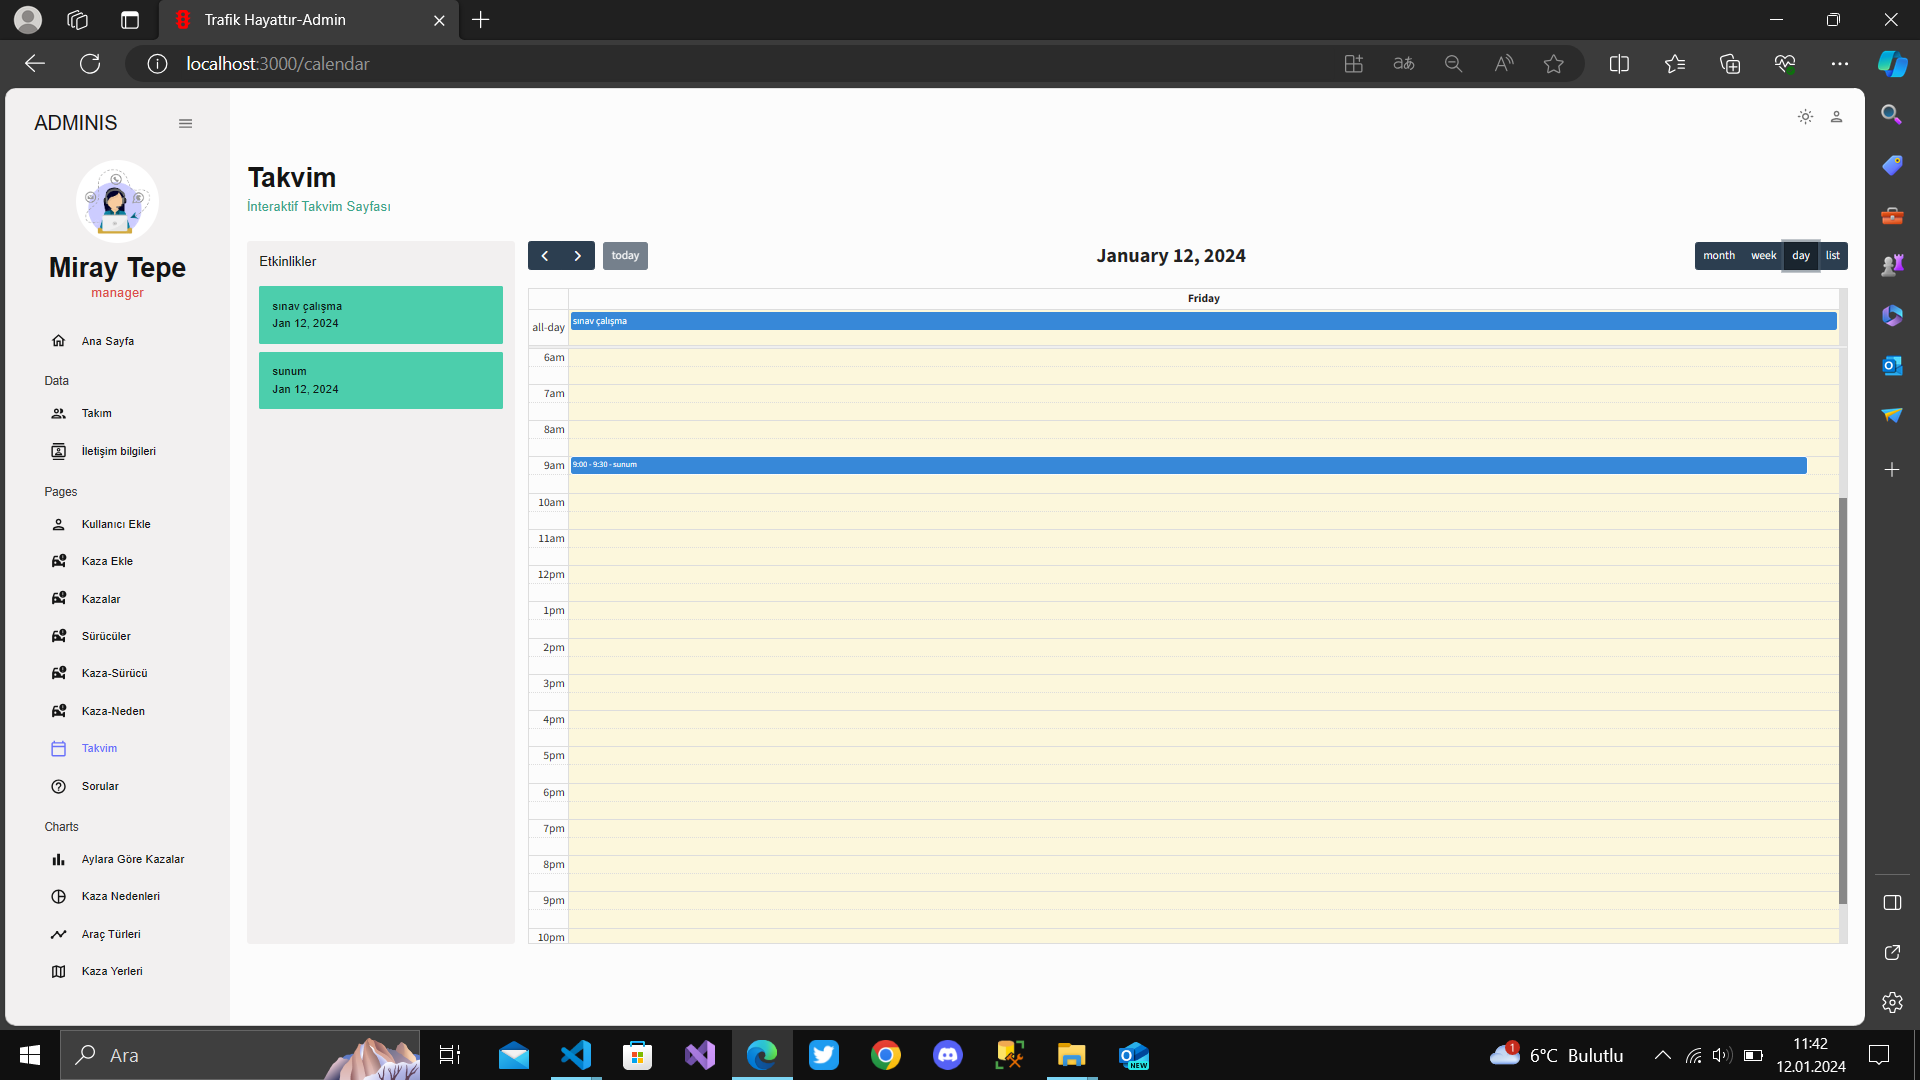 Trafik Hayattır-Admin
localhost:3000/calendar
ADMINIS
Miray Tepe
manager
Ana Sayfa
Data
Takım
İletişim bilgileri
Pages
Kullanıcı Ekle
Kaza Ekle
Kazalar
Sürücüler
Kaza-Sürücü
Kaza-Neden
Takvim
Sorular
Charts
Aylara Göre Kazalar
Kaza Nedenleri
Araç Türleri
Kaza Yerleri
Takvim
İnteraktif Takvim Sayfası
Etkinlikler
sınav çalışma
Jan 12, 2024
sunum
Jan 12, 2024
today
January 12, 2024
month week day list
Friday
all-day sınav çalışma
6am
7am
8am
9am 9:00 - 9:30 - sunum
10am
11am
12pm
1pm
2pm
3pm
4pm
5pm
6pm
7pm
8pm
9pm
10pm
Ara
NEW
1
6°C Bulutlu
11:42
12.01.2024